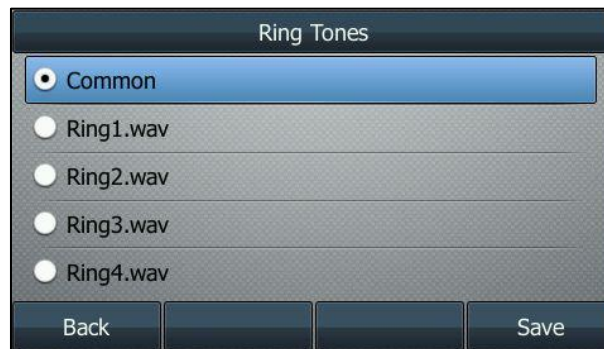 Ring Tones
Common
Ring1.wav
Ring2.wav
Ring3.wav
Ring4.wav
Back Save